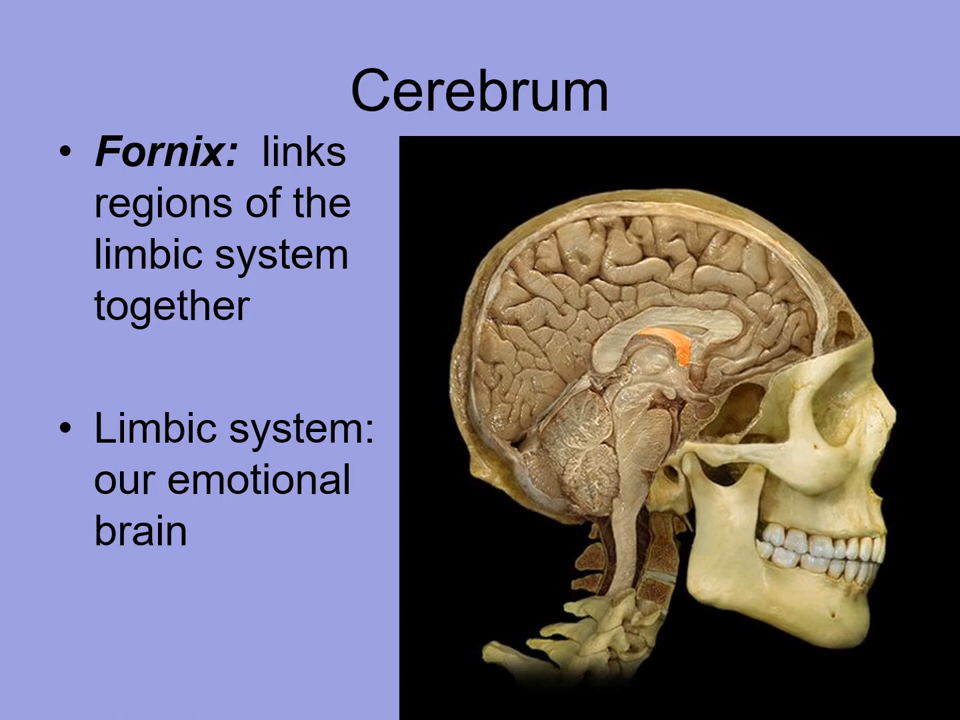 Cerebrum
• Fornix: links
regions of the
limbic system
together
• Limbic system:
our emotional
brain